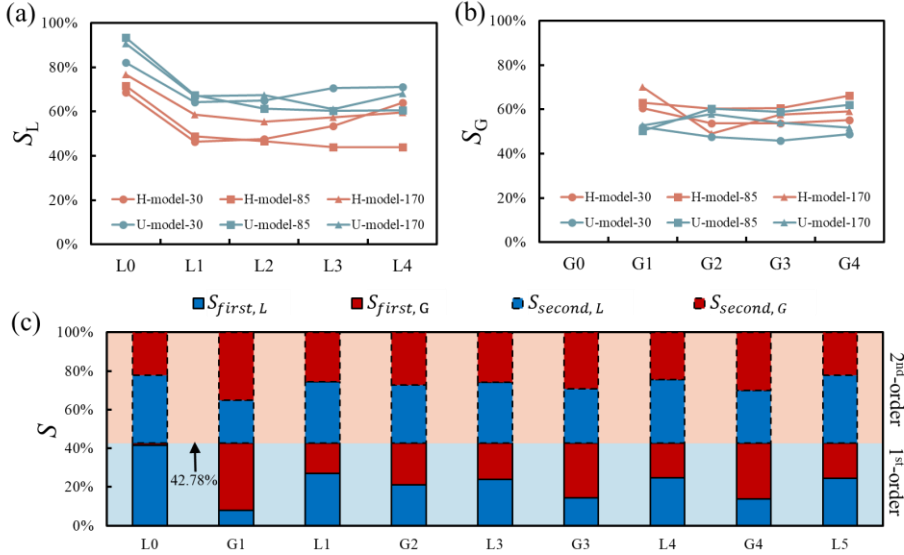 (a)
100%
80%
60%
40%
20%
0%
S_L
H-model-30 H-model-85 H-model-170
U-model-30 U-model-85 U-model-170
L0 L1 L2 L3 L4
(b)
100%
80%
60%
40%
20%
0%
S_G
H-model-30 H-model-85 H-model-170
U-model-30 U-model-85 U-model-170
G0 G1 G2 G3 G4
S_first, L S_first, G S_second, L S_second, G
(c)
100%
80%
60%
40%
20%
0%
S
42.78%
2nd-order
1st-order
L0 G1 L1 G2 L3 G3 L4 G4 L5